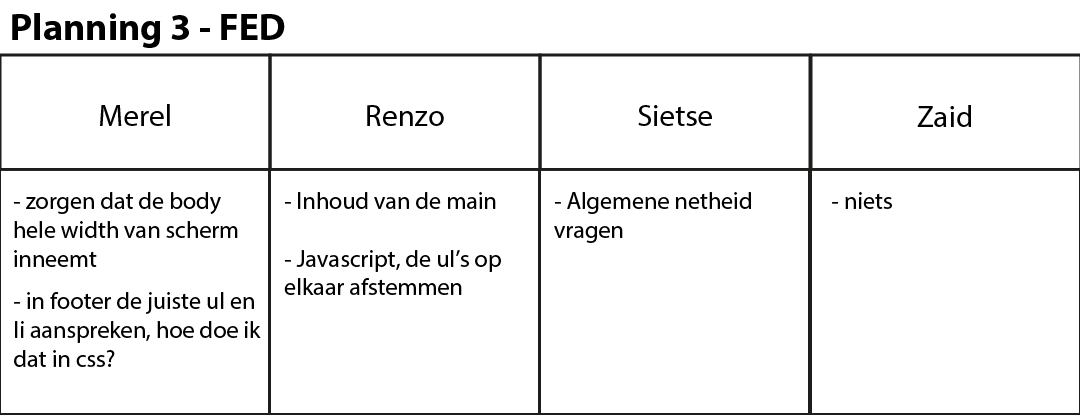 Planning 3 - FED
Merel
Renzo
Sietse
Zaid
- zorgen dat de body
hele width van scherm
inneemt
- in footer de juiste ul en
li aanspreken, hoe doe ik
dat in css?
- Inhoud van de main
- Javascript, de ul's op
elkaar afstemmen
- Algemene netheid
vragen
- niets